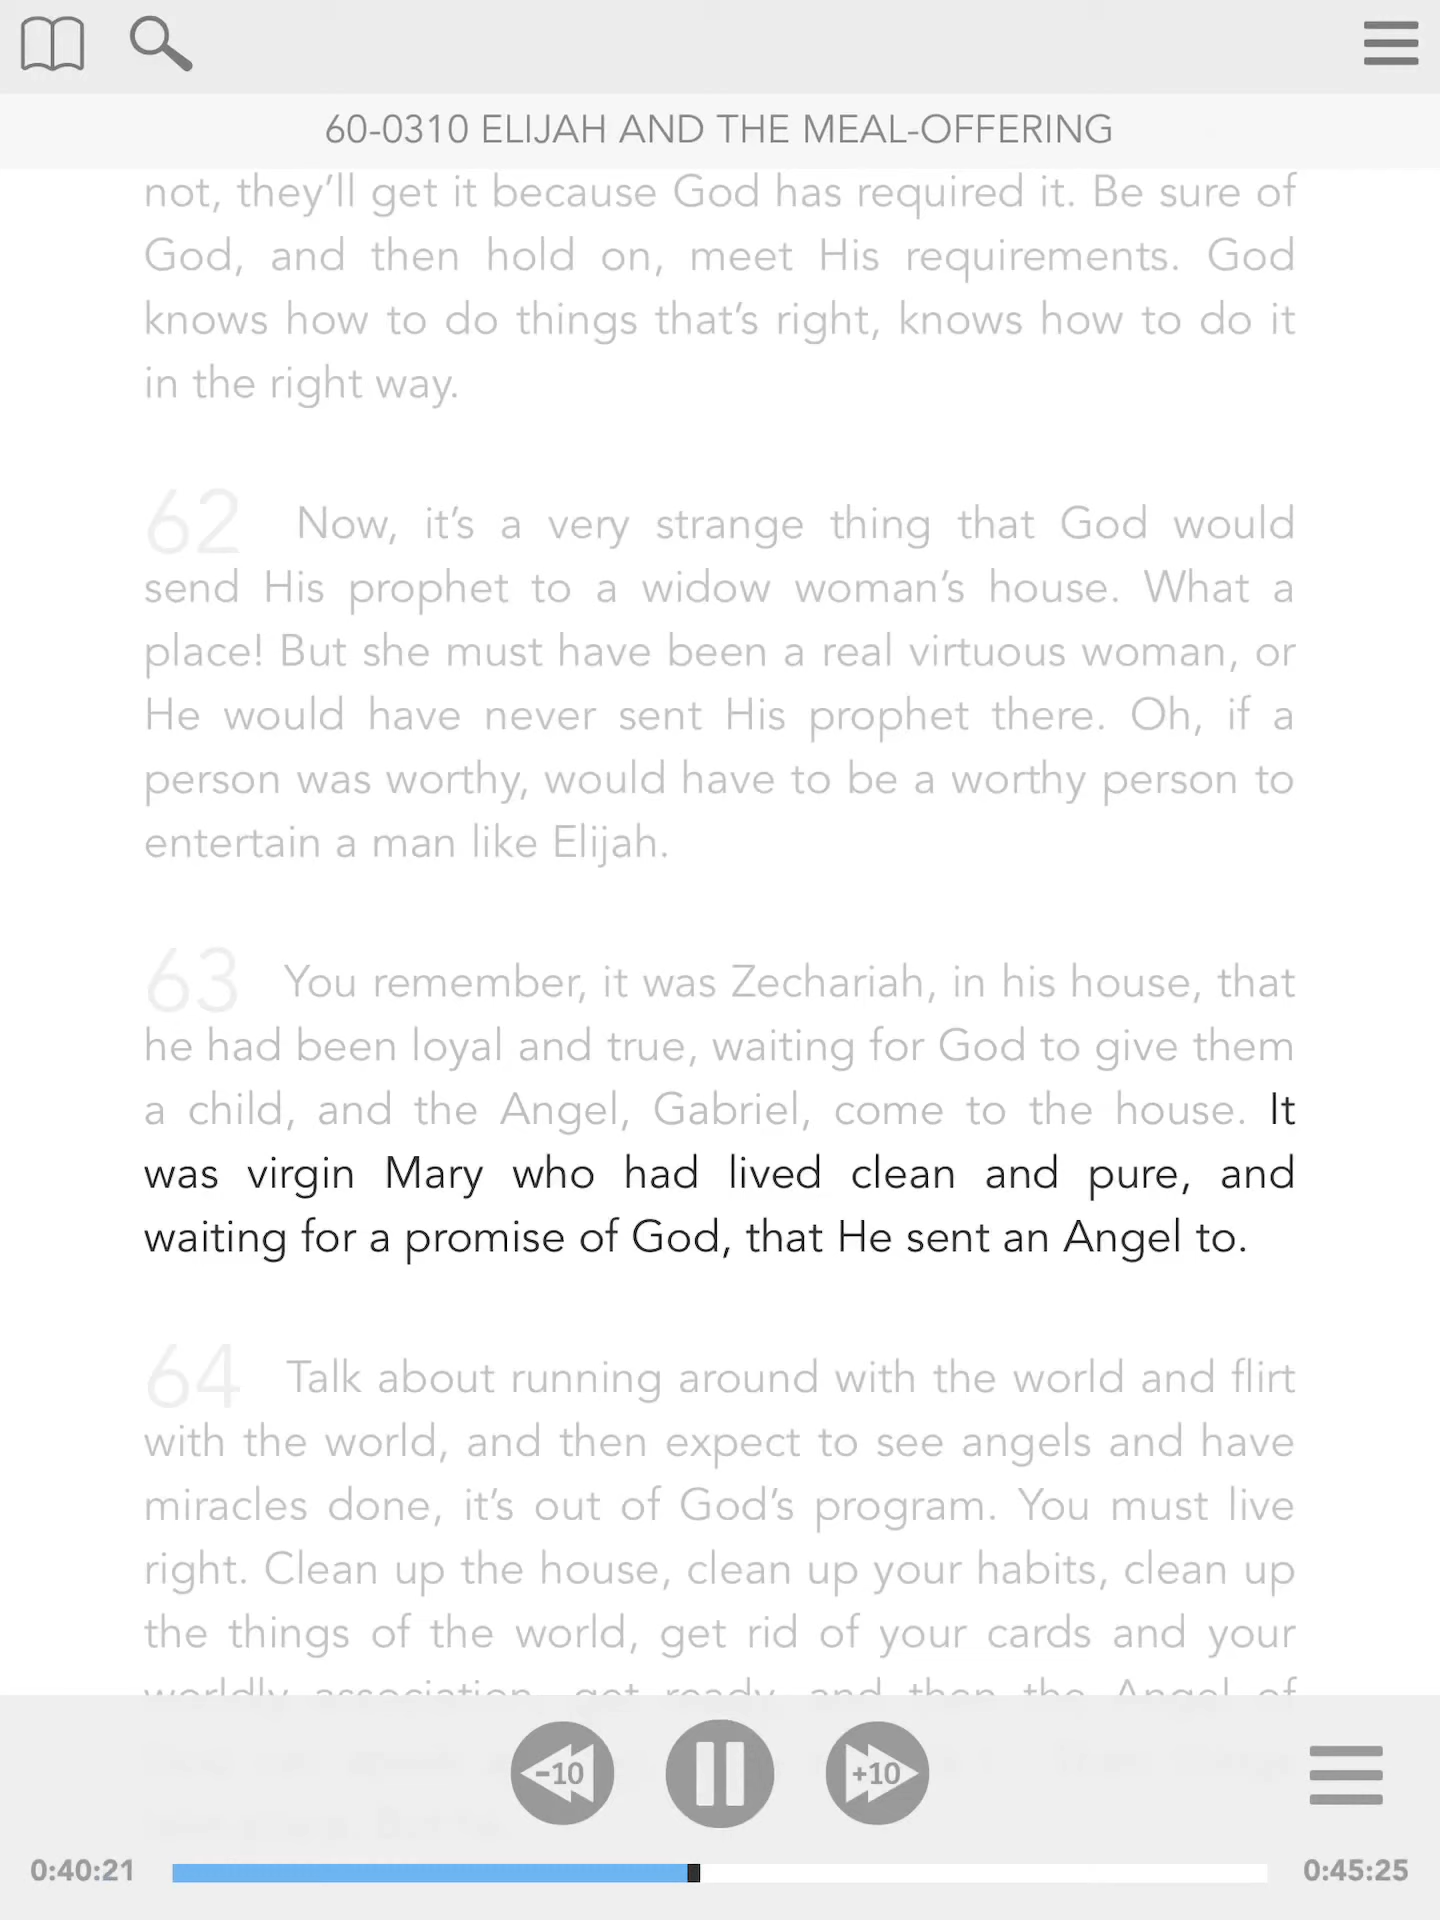 60-0310 ELIJAH AND THE MEAL-OFFERING
not, they’ll get it because God has required it. Be sure of
God, and then hold on, meet His requirements. God
knows how to do things that’s right, knows how to do it
in the right way.
62 Now, it’s a very strange thing that God would
send His prophet to a widow woman’s house. What a
place! But she must have been a real virtuous woman, or
He would have never sent His prophet there. Oh, if a
person was worthy, would have to be a worthy person to
entertain a man like Elijah.
63 You remember, it was Zechariah, in his house, that
he had been loyal and true, waiting for God to give them
a child, and the Angel, Gabriel, come to the house. It
was virgin Mary who had lived clean and pure, and
waiting for a promise of God, that He sent an Angel to.
64 Talk about running around with the world and flirt
with the world, and then expect to see angels and have
miracles done, it’s out of God’s program. You must live
right. Clean up the house, clean up your habits, clean up
the things of the world, get rid of your cards and your
worldly association, get ready, and then the Angel of
-10 +10
0:40:21 0:45:25